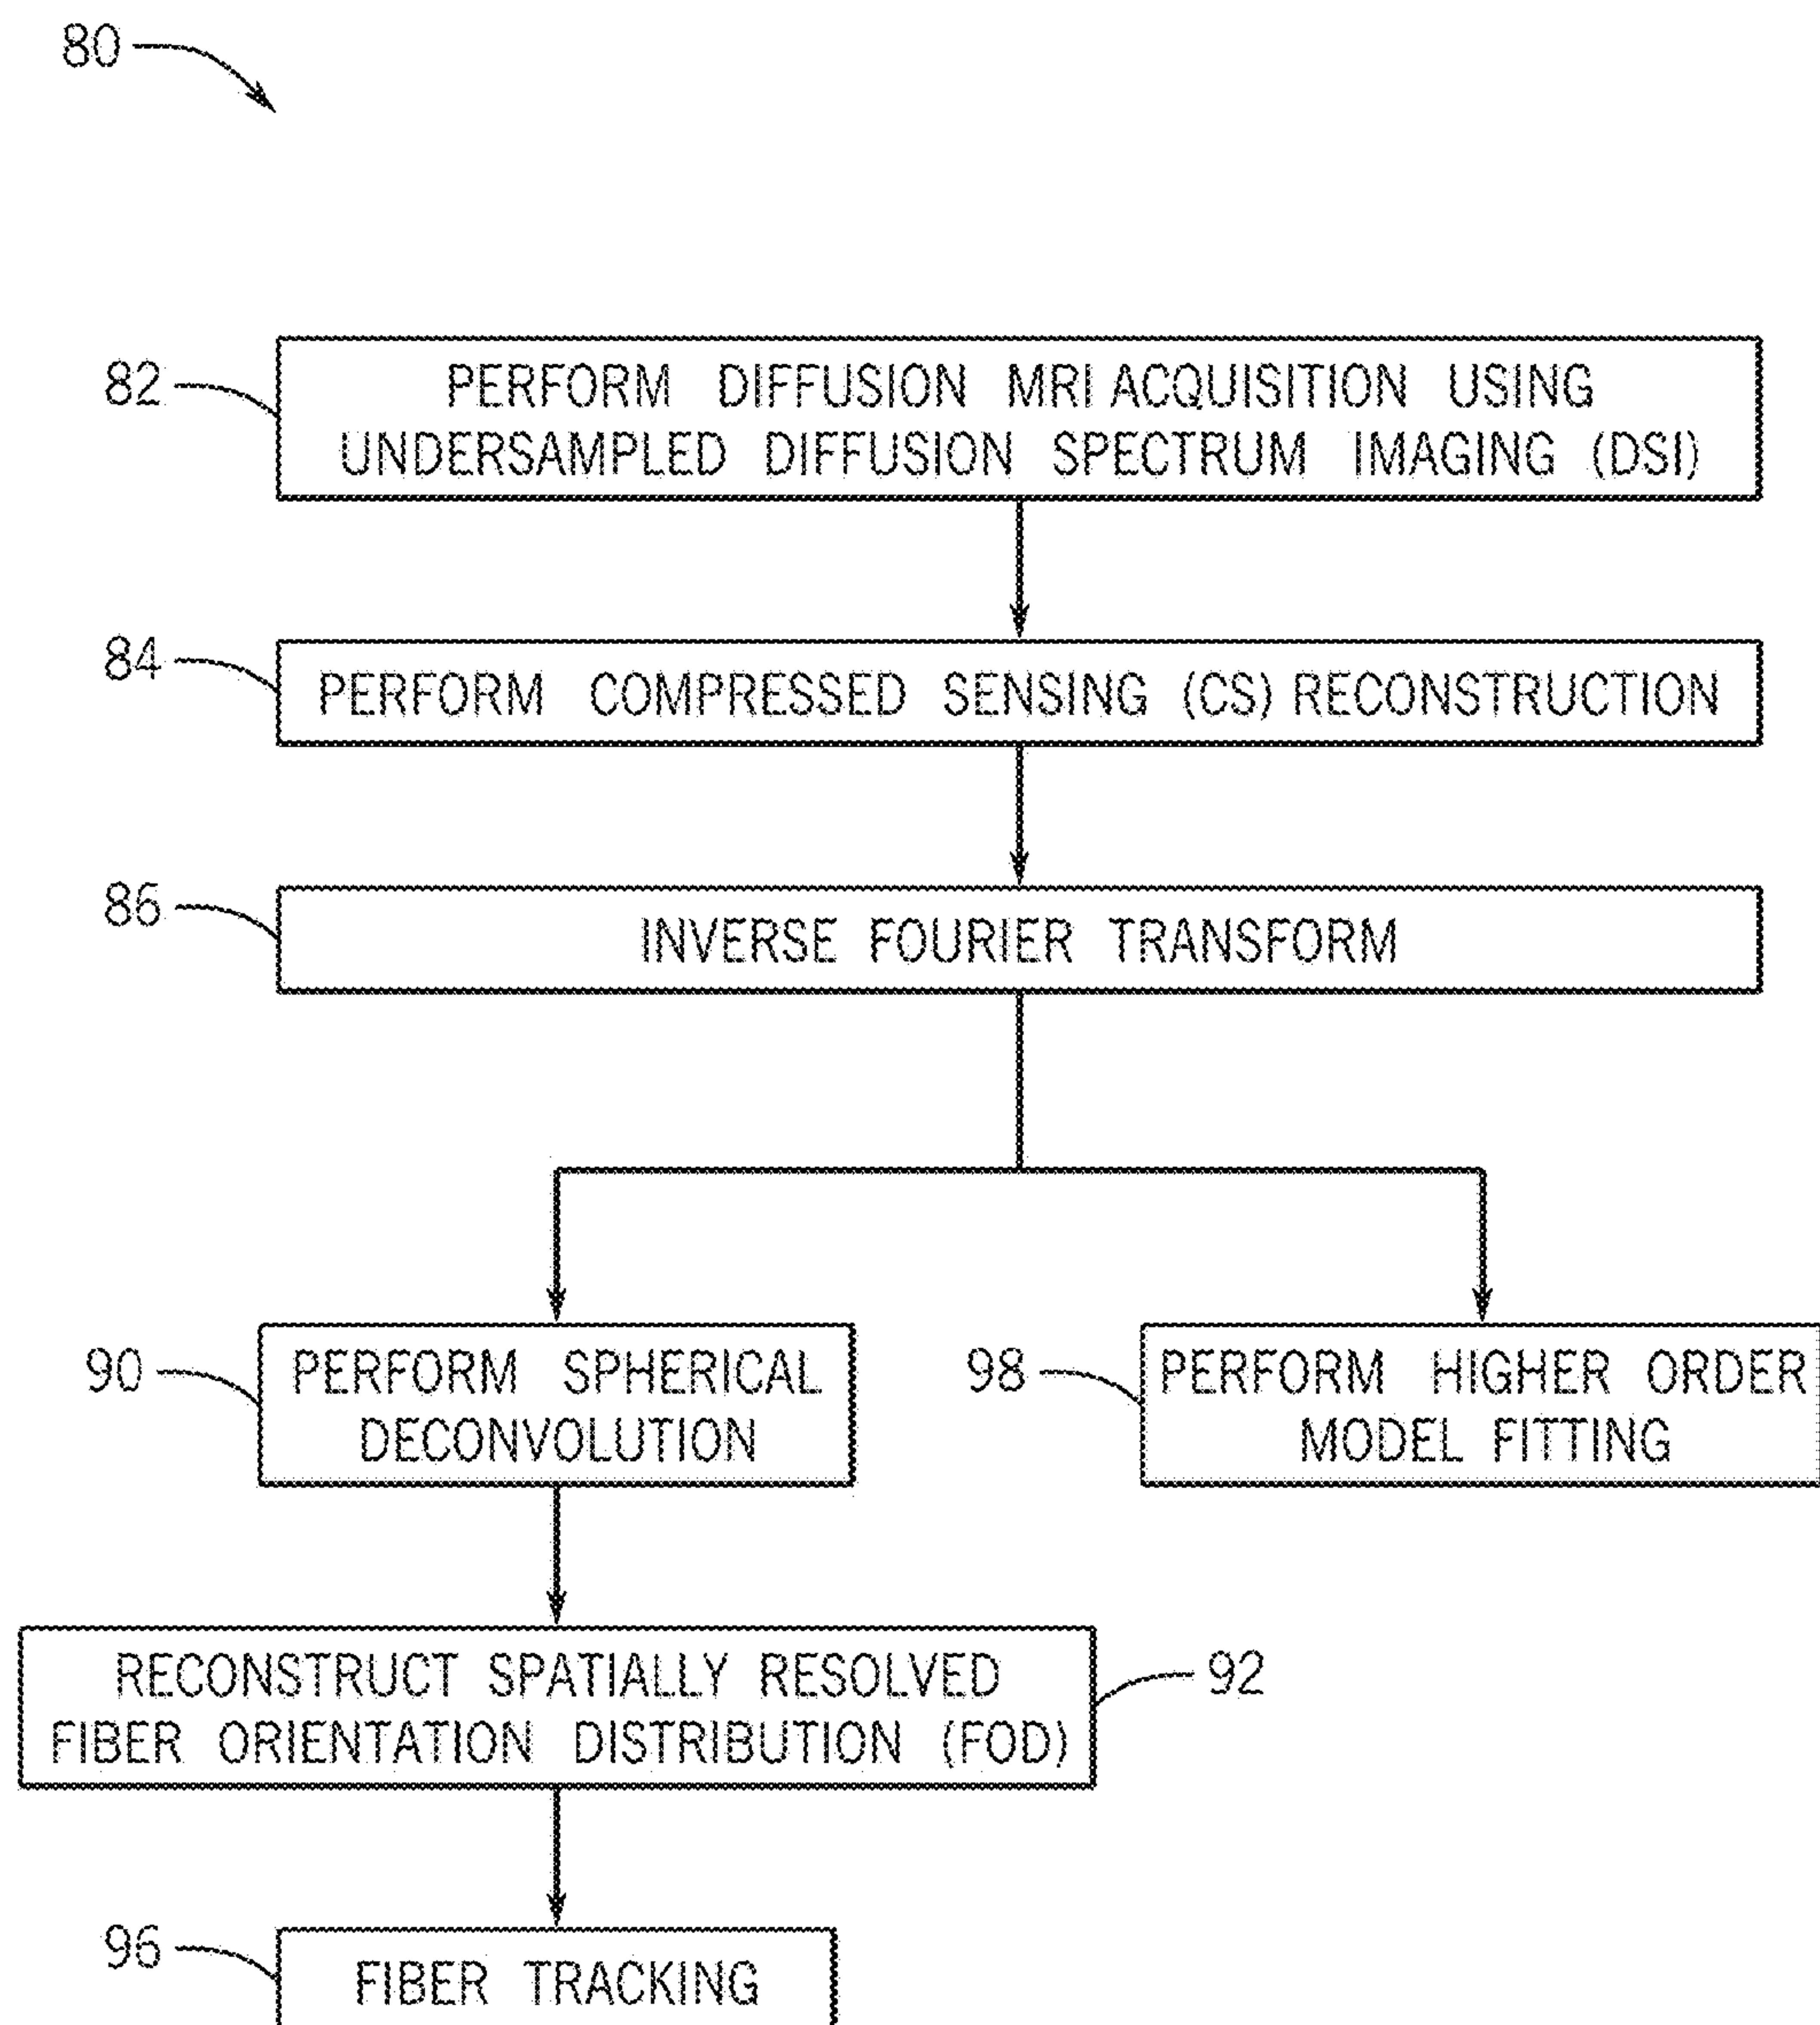 80
82
PERFORM DIFFUSION MRI ACQUISITION USING
UNDERSAMPLED DIFFUSION SPECTRUM IMAGING (DSI)
84
PERFORM COMPRESSED SENSING (CS) RECONSTRUCTION
86
INVERSE FOURIER TRANSFORM
90
PERFORM SPHERICAL
DECONVOLUTION
98
PERFORM HIGHER ORDER
MODEL FITTING
RECONSTRUCT SPATIALLY RESOLVED
FIBER ORIENTATION DISTRIBUTION (FOD)
92
96
FIBER TRACKING